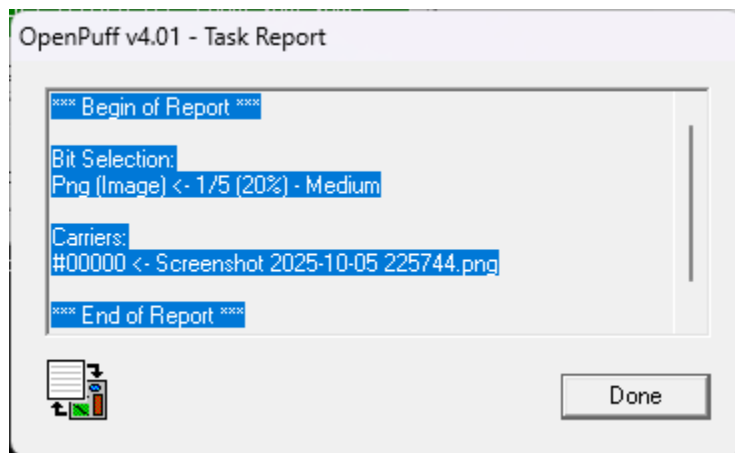 OpenPuff v4.01 - Task Report
*** Begin of Report ***
Bit Selection:
Png (Image) <- 1/5 (20%) - Medium
Carriers:
#00000 <- Screenshot 2025-10-05 225744.png
*** End of Report ***
Done